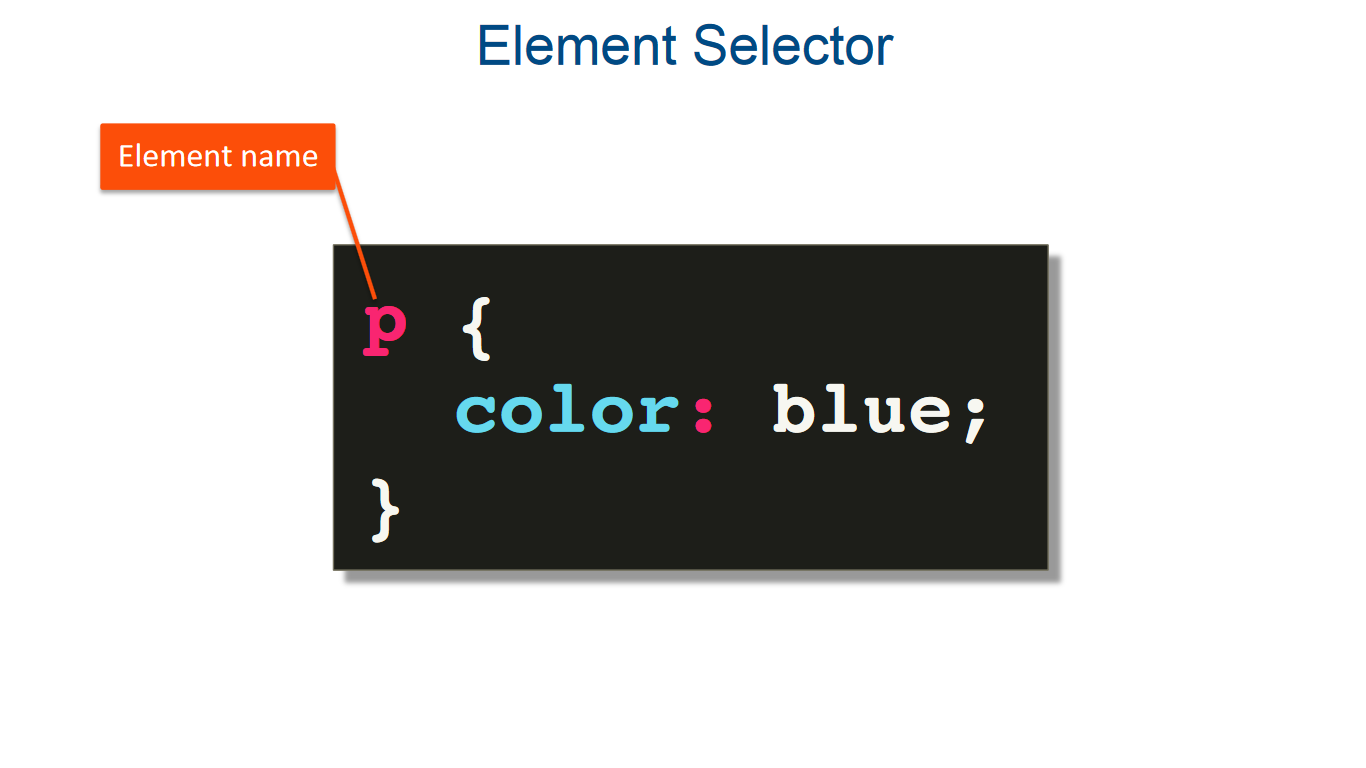 Element Selector
Element name
p {
color: blue;
}